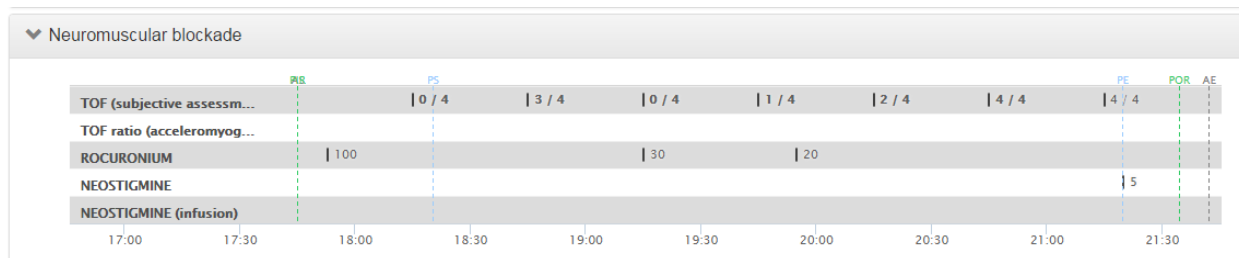 Neuromuscular blockade
PS PE POR AE
TOF (subjective assessm... 0 / 4 3 / 4 0 / 4 1 / 4 2 / 4 4 / 4 4 / 4
TOF ratio (acceleromyog...
ROCURONIUM 100 30 20
NEOSTIGMINE 5
NEOSTIGMINE (infusion)
17:00 17:30 18:00 18:30 19:00 19:30 20:00 20:30 21:00 21:30